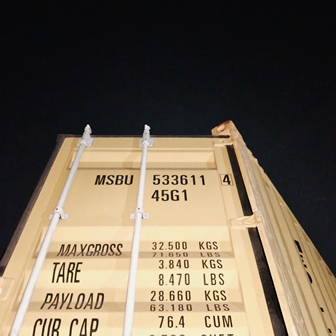 MSBU 533611 4
45G1
MAXGROSS 32.500 KGS
71.650 LBS
TARE 3.840 KGS
8.470 LBS
PAYLOAD 28.660 KGS
63.180 LBS
CUB.CAP. 76.4 CUM